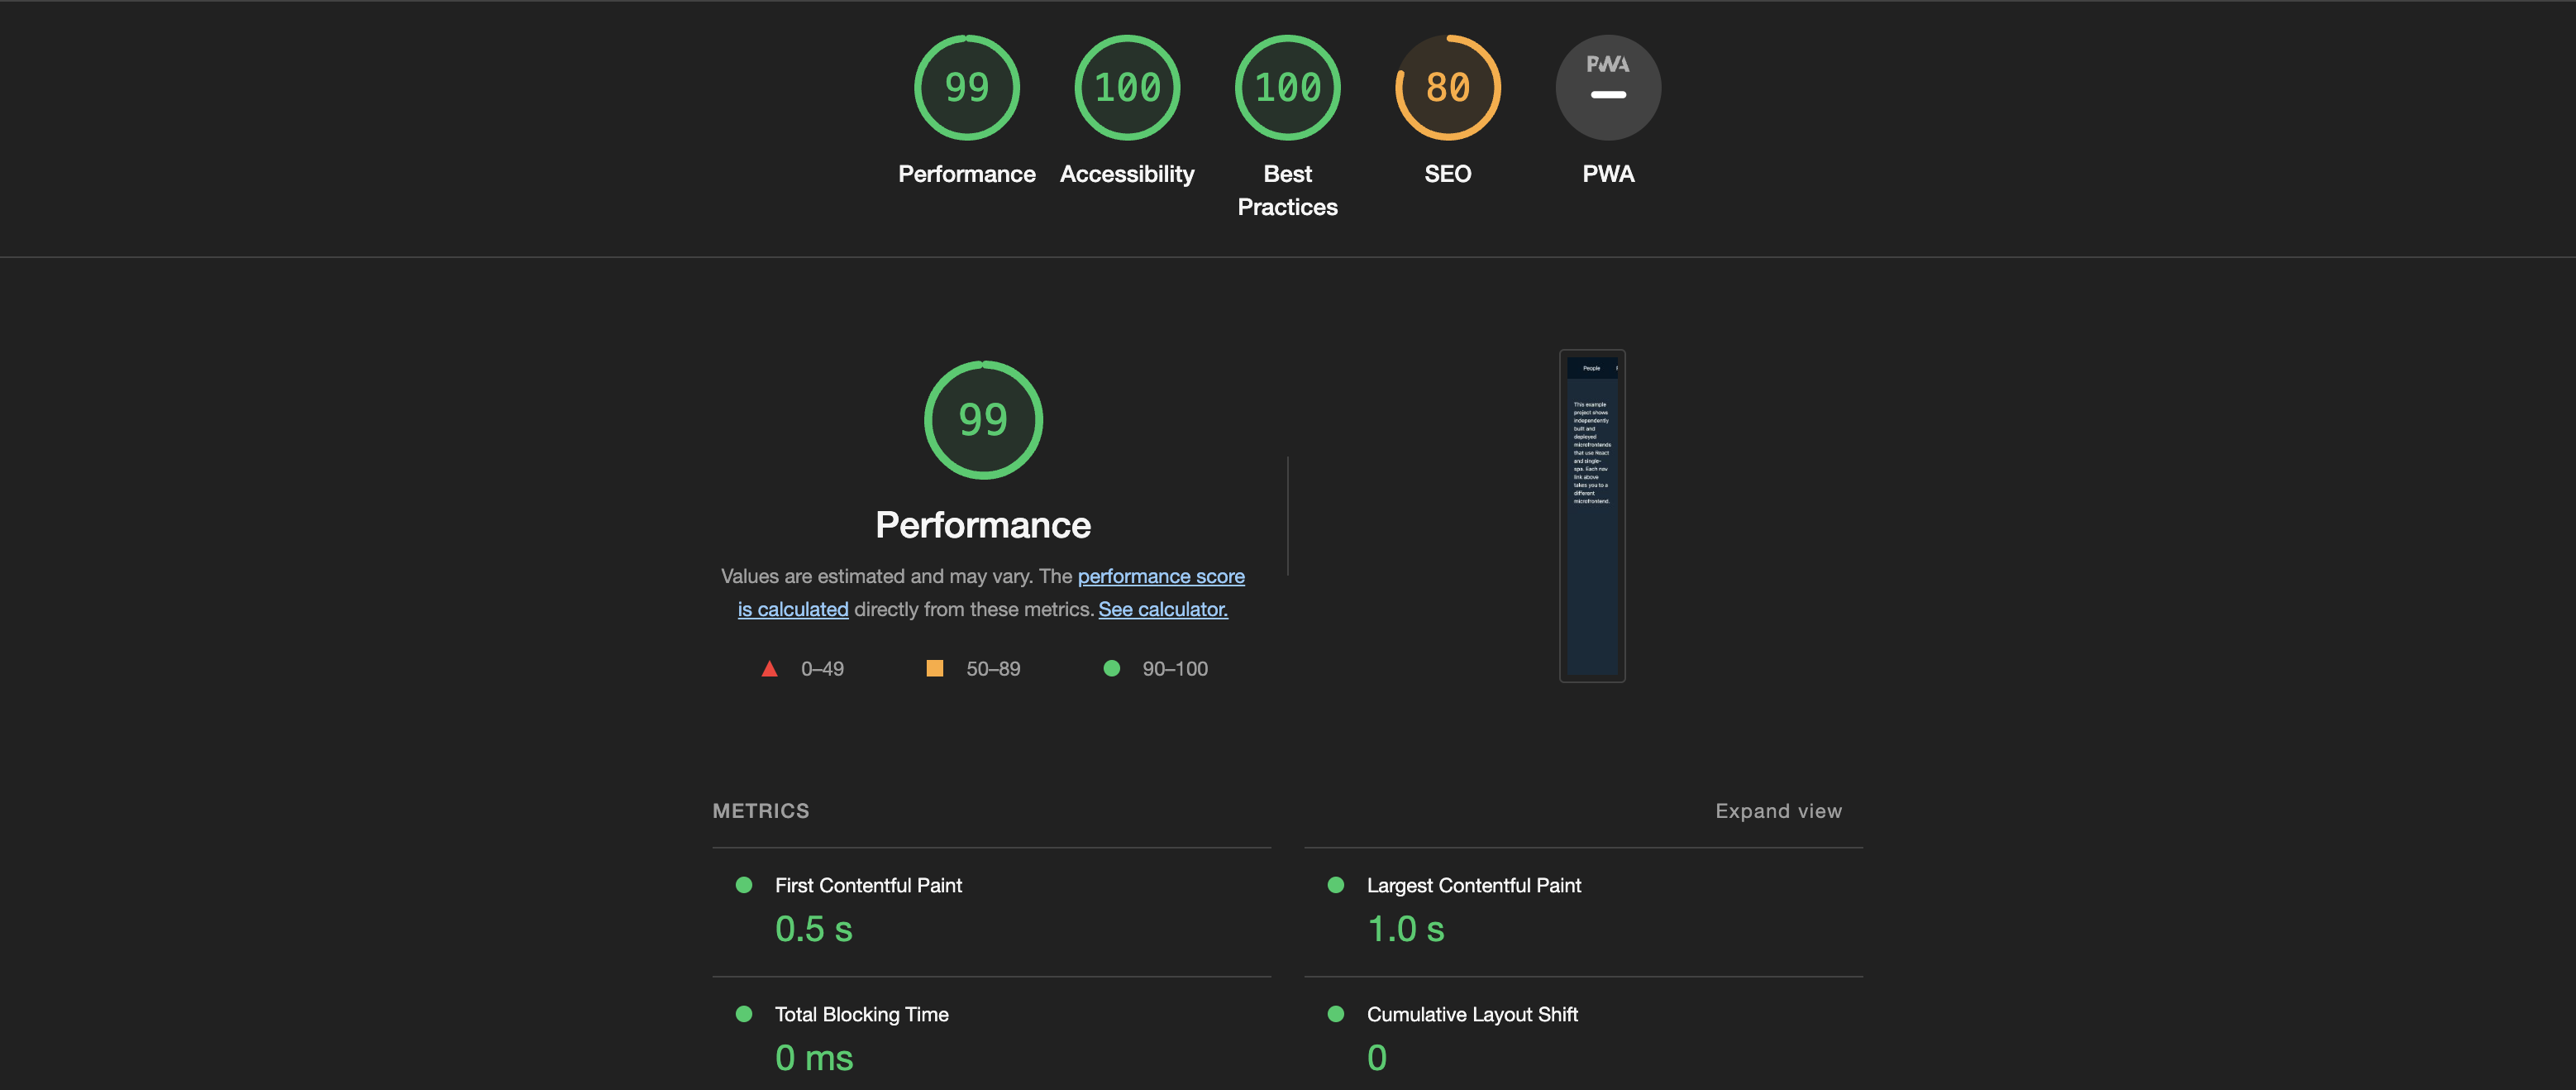 99
100
100
80
PWA
Performance
Accessibility
Best
Practices
SEO
PWA
99
Performance
Values are estimated and may vary. The performance score
is calculated directly from these metrics. See calculator.
0–49
50–89
90–100
People
This example
project shows
independently
built and
deployed
microfrontends
that use React
and single-
spa. Each nav
link above
takes you to a
different
microfrontend.
METRICS
Expand view
First Contentful Paint
0.5 s
Largest Contentful Paint
1.0 s
Total Blocking Time
0 ms
Cumulative Layout Shift
0